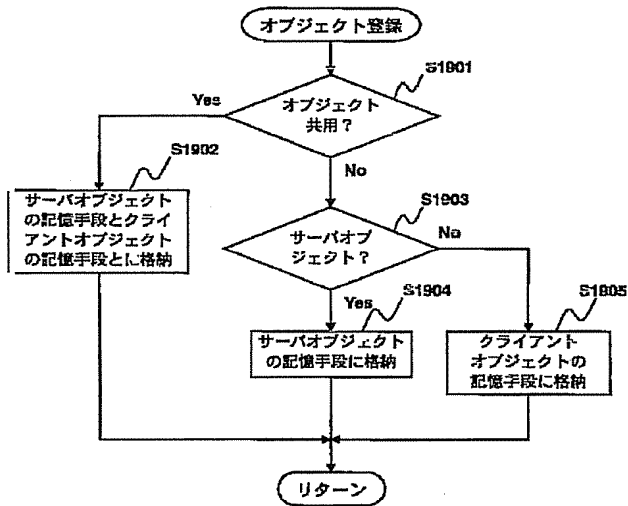 オブジェクト登録
S1901
オブジェクト
共用?
Yes
No
S1902
サーバオブジェクト
の記憶手段とクライ
アントオブジェクト
の記憶手段とに格納
S1903
サーバオブ
ジェクト?
No
Yes
S1904
サーバオブジェクト
の記憶手段に格納
S1905
クライアント
オブジェクトの
記憶手段に格納
リターン